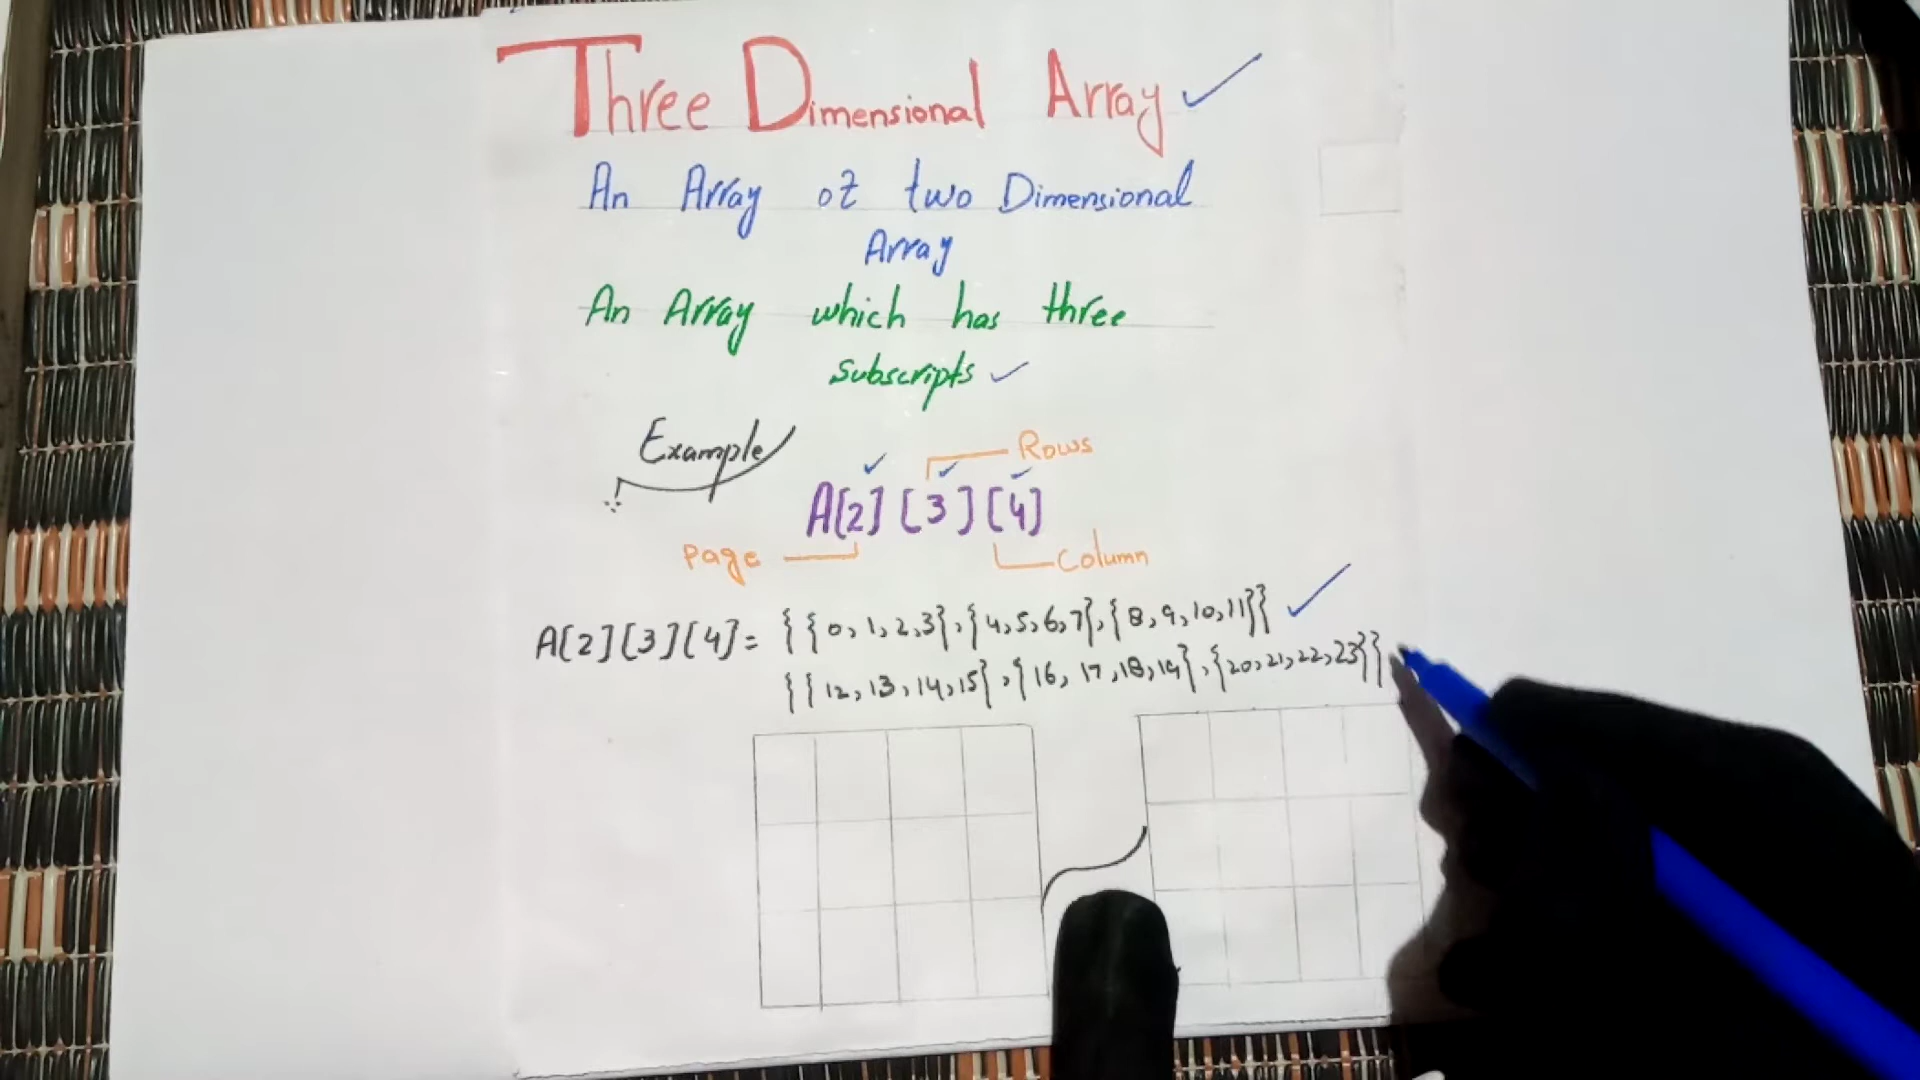 Three Dimensional Array
An Array of two Dimensional
Array
An Array which has three
subscripts
Example
Rows
A[2][3][4]
Page
Column
A[2][3][4]= {{0,1,2,3},{4,5,6,7},{8,9,10,11}}
{{12,13,14,15},{16,17,18,19},{20,21,22,23}}